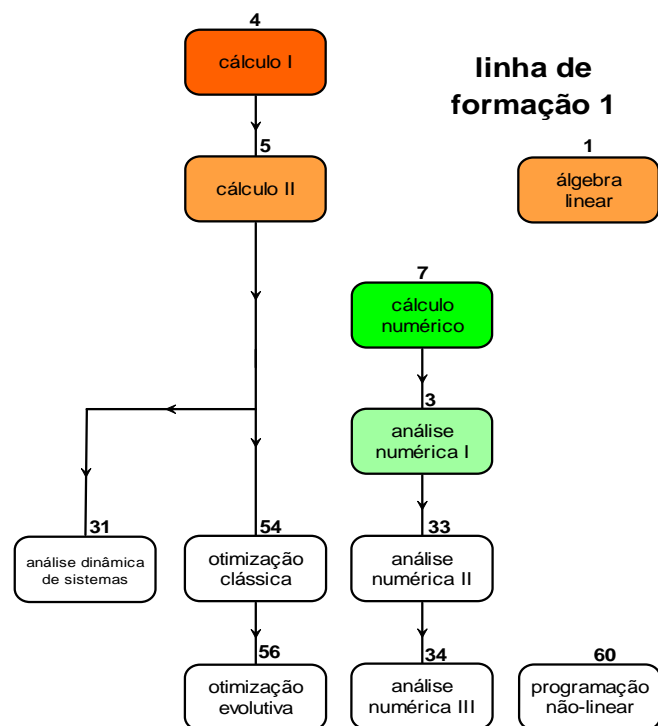 4
cálculo I
linha de
formação 1
5
cálculo II
1
álgebra
linear
7
cálculo
numérico
3
análise
numérica I
31
análise dinâmica
de sistemas
54
otimização
clássica
33
análise
numérica II
56
otimização
evolutiva
34
análise
numérica III
60
programação
não-linear